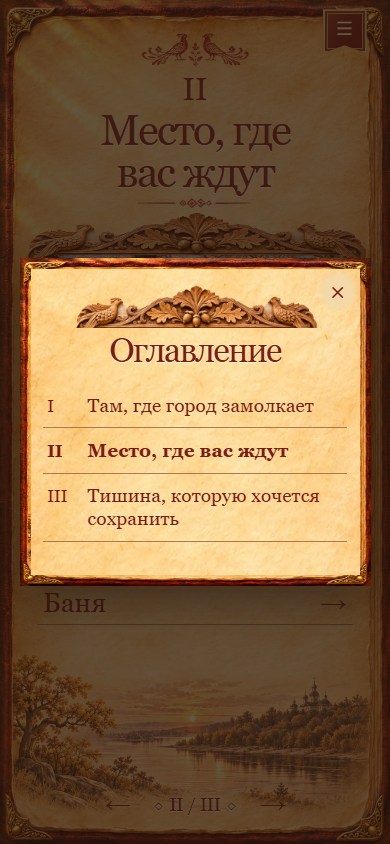 II
Место, где
вас ждут
×
Оглавление
I Там, где город замолкает
II Место, где вас ждут
III Тишина, которую хочется
сохранить
Баня →
← ◇ II / III ◇ →